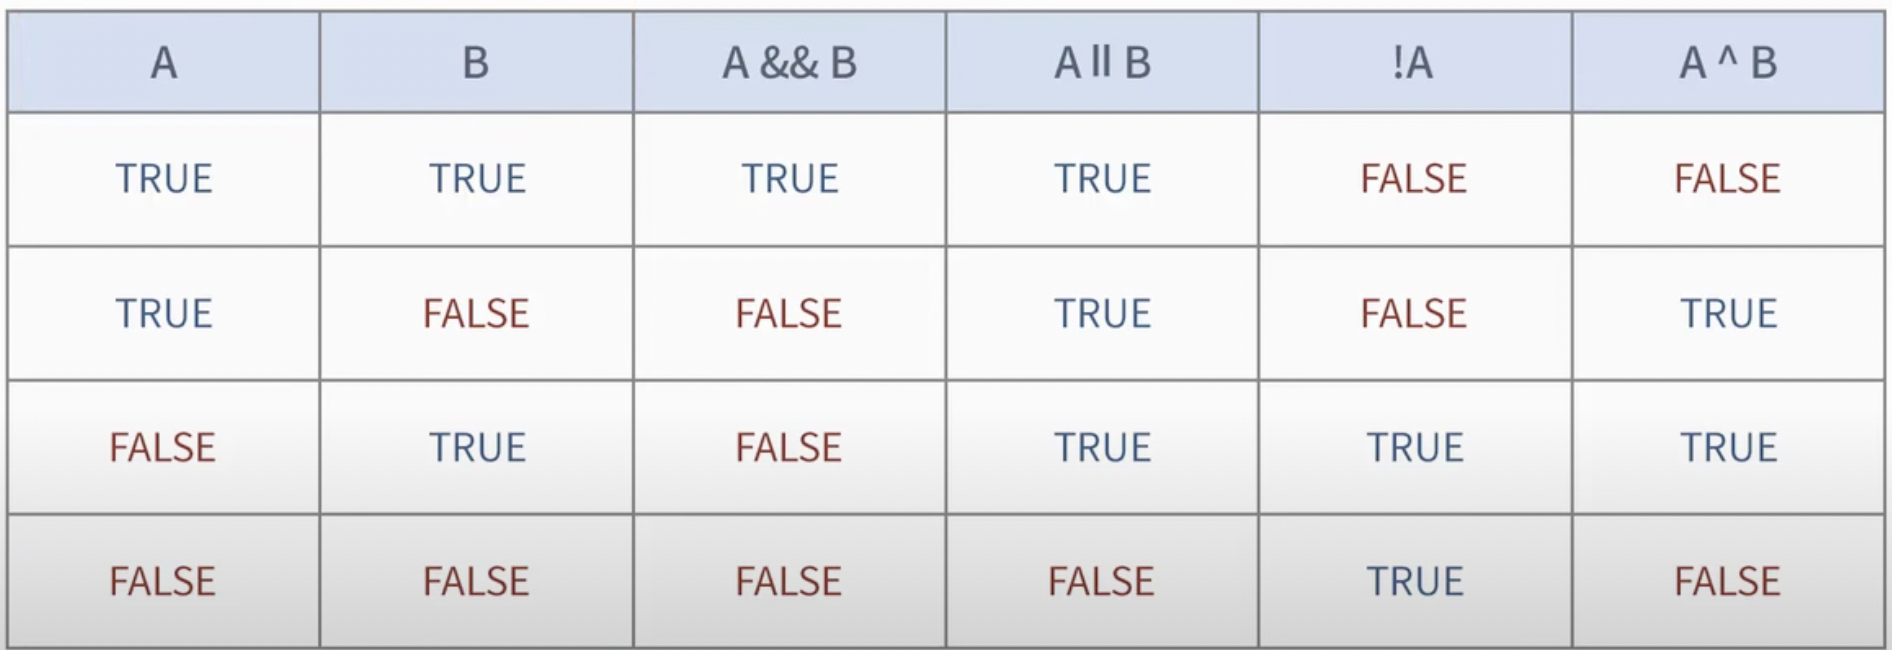 A B A && B A || B !A A ^ B
TRUE TRUE TRUE TRUE FALSE FALSE
TRUE FALSE FALSE TRUE FALSE TRUE
FALSE TRUE FALSE TRUE TRUE TRUE
FALSE FALSE FALSE FALSE TRUE FALSE